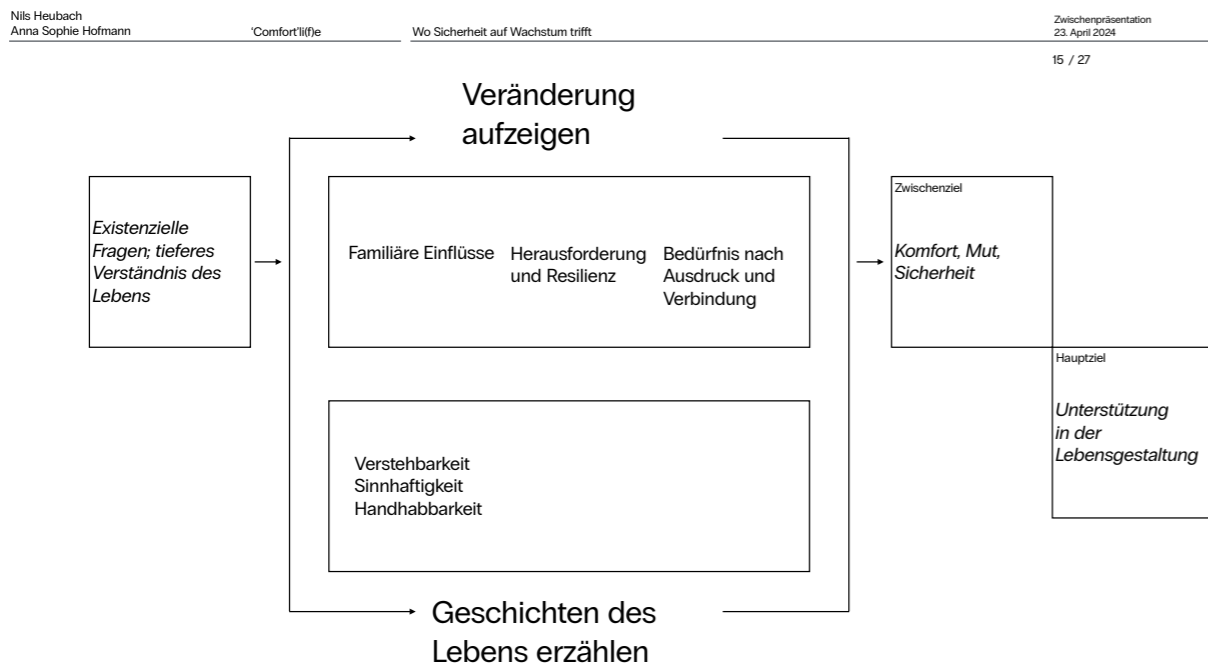 Nils Heubach
Anna Sophie Hofmann
'Comfort'li(f)e
Wo Sicherheit auf Wachstum trifft
Zwischenpräsentation
23. April 2024
15 / 27
Veränderung
aufzeigen
Existenzielle
Fragen; tieferes
Verständnis des
Lebens
Familiäre Einflüsse
Herausforderung
und Resilienz
Bedürfnis nach
Ausdruck und
Verbindung
Zwischenziel
Komfort, Mut,
Sicherheit
Hauptziel
Unterstützung
in der
Lebensgestaltung
Verstehbarkeit
Sinnhaftigkeit
Handhabbarkeit
Geschichten des
Lebens erzählen